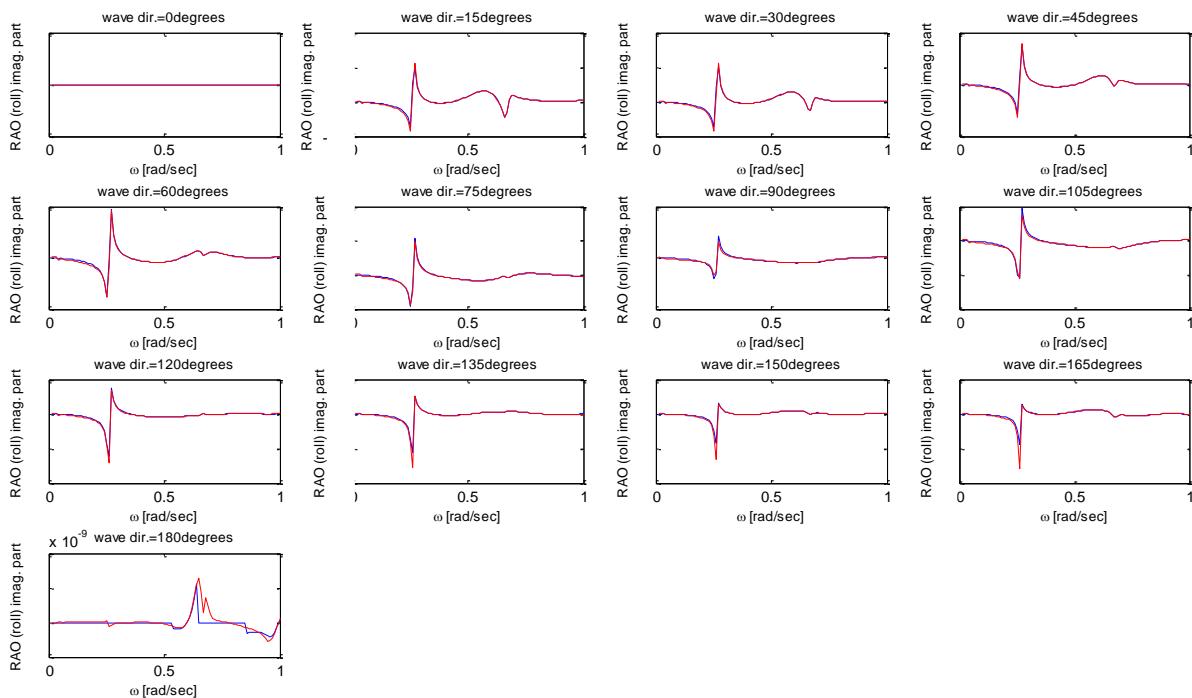 wave dir.=0degrees
RAO (roll) imag. part
0 0.5 1
ω [rad/sec]
wave dir.=15degrees
RAO (roll) imag. part
-
0 0.5 1
ω [rad/sec]
wave dir.=30degrees
RAO (roll) imag. part
0 0.5 1
ω [rad/sec]
wave dir.=45degrees
RAO (roll) imag. part
0 0.5 1
ω [rad/sec]
wave dir.=60degrees
RAO (roll) imag. part
0 0.5 1
ω [rad/sec]
wave dir.=75degrees
RAO (roll) imag. part
0 0.5 1
ω [rad/sec]
wave dir.=90degrees
RAO (roll) imag. part
0 0.5 1
ω [rad/sec]
wave dir.=105degrees
RAO (roll) imag. part
0 0.5 1
ω [rad/sec]
wave dir.=120degrees
RAO (roll) imag. part
0 0.5 1
ω [rad/sec]
wave dir.=135degrees
RAO (roll) imag. part
0 0.5 1
ω [rad/sec]
wave dir.=150degrees
RAO (roll) imag. part
0 0.5 1
ω [rad/sec]
wave dir.=165degrees
RAO (roll) imag. part
0 0.5 1
ω [rad/sec]
x 10⁻⁹ wave dir.=180degrees
RAO (roll) imag. part
0 0.5 1
ω [rad/sec]